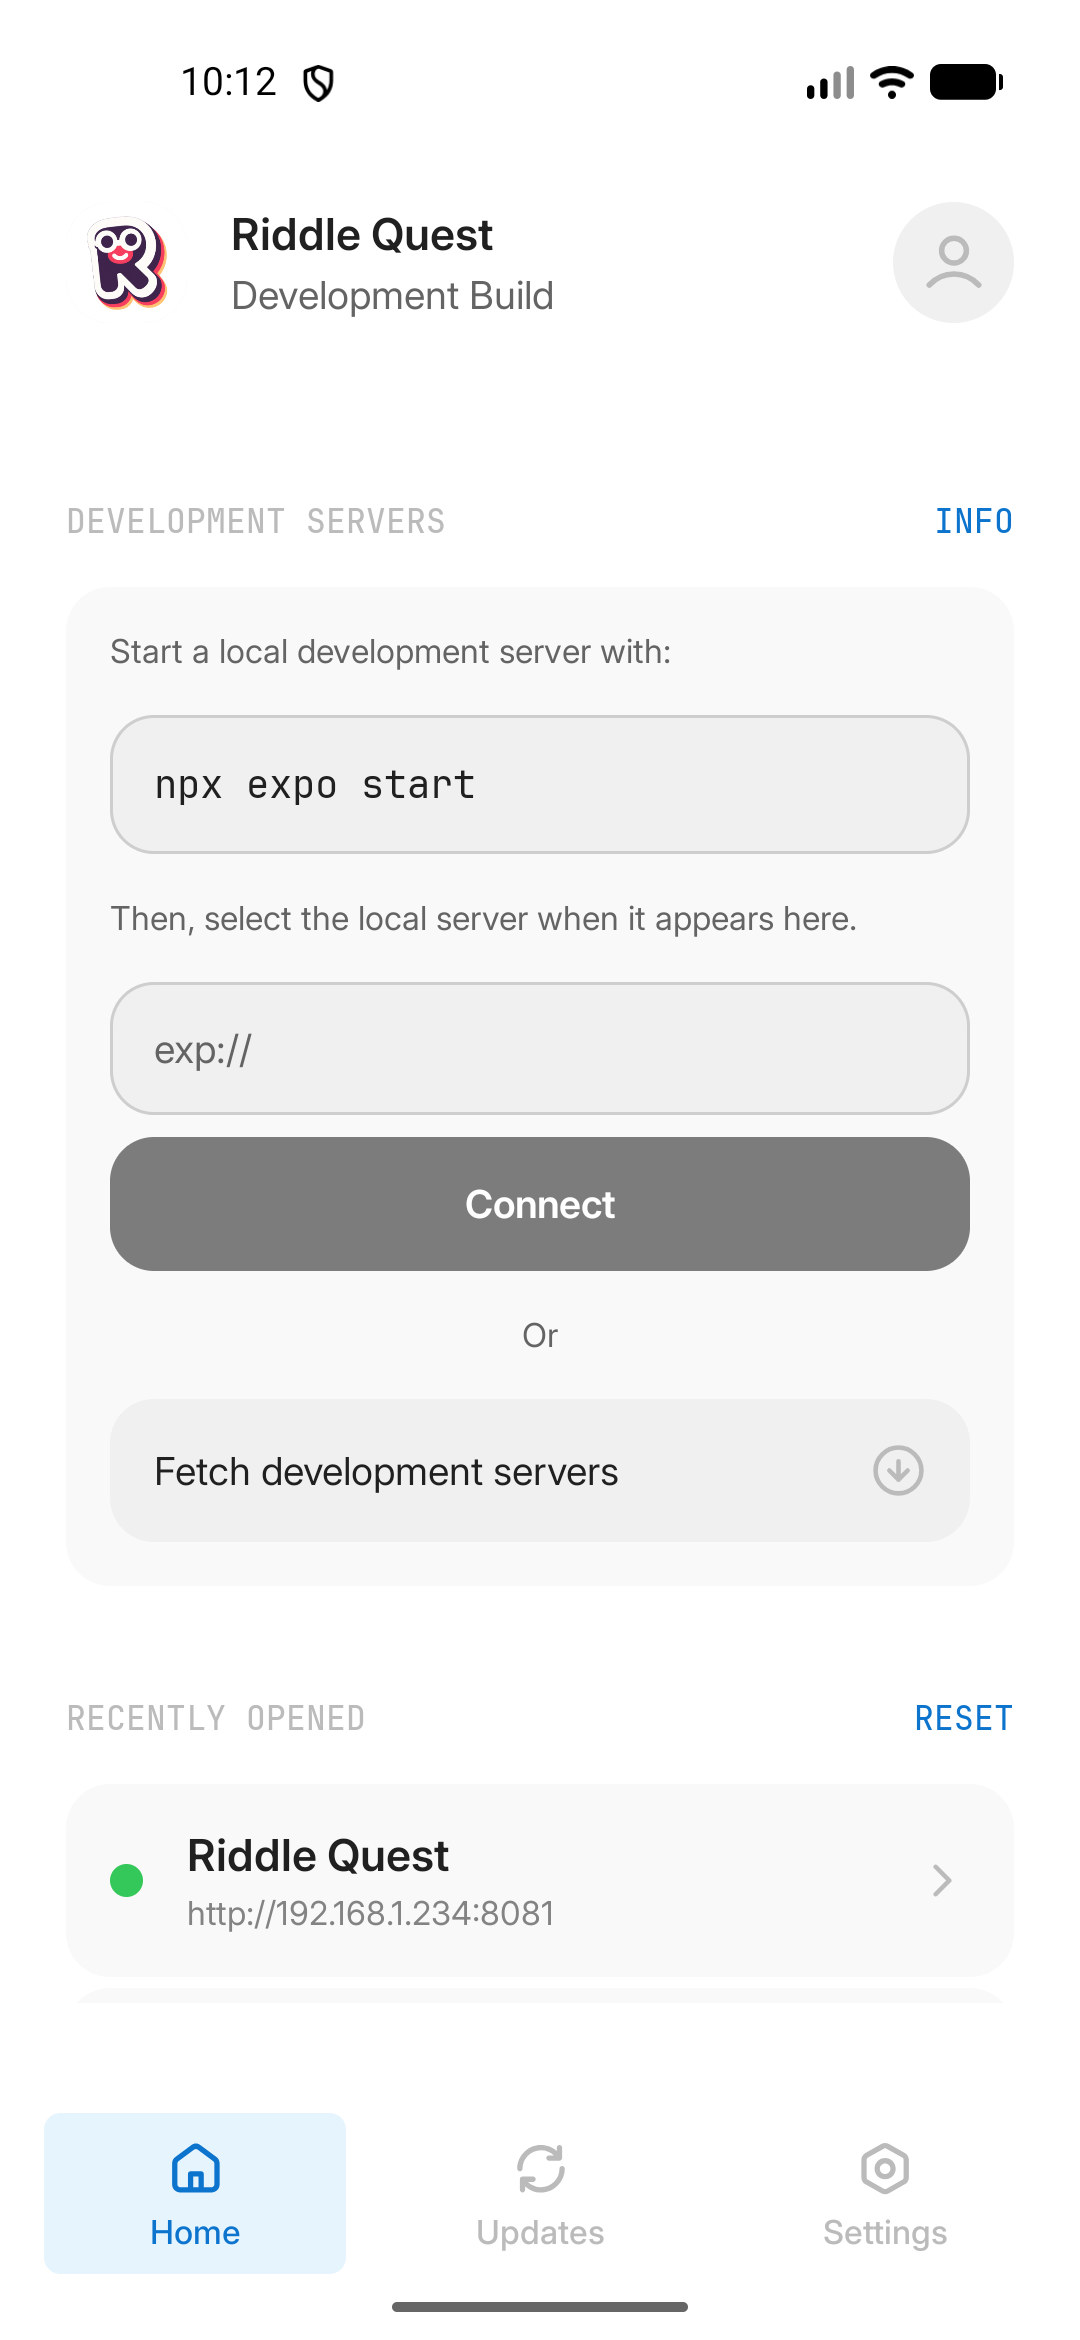 10:12
Riddle Quest
Development Build
DEVELOPMENT SERVERS
INFO
Start a local development server with:
npx expo start
Then, select the local server when it appears here.
exp://
Connect
Or
Fetch development servers
RECENTLY OPENED
RESET
Riddle Quest
http://192.168.1.234:8081
Home
Updates
Settings